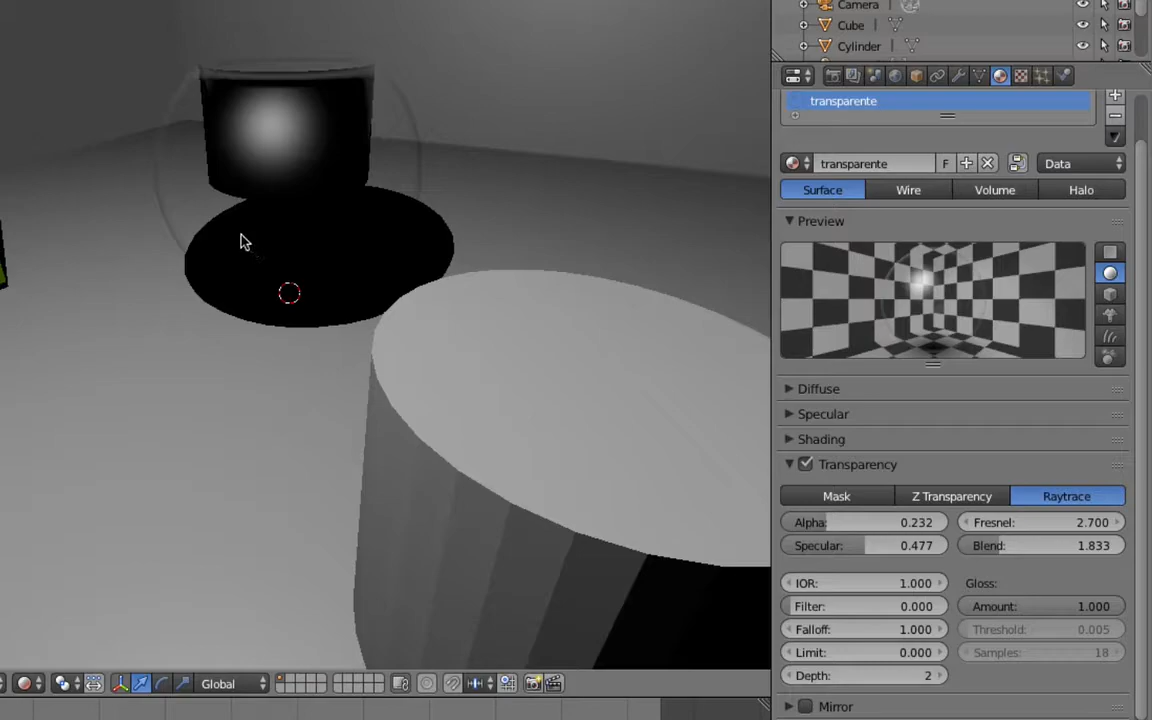 Camera
Cube
Cylinder
transparente
transparente F Data
Surface Wire Volume Halo
Preview
Diffuse
Specular
Shading
Transparency
Mask Z Transparency Raytrace
Alpha: 0.232 Fresnel: 2.700
Specular: 0.477 Blend: 1.833
IOR: 1.000 Gloss:
Filter: 0.000 Amount: 1.000
Falloff: 1.000 Threshold: 0.005
Limit: 0.000 Samples: 18
Depth: 2
Mirror
Global